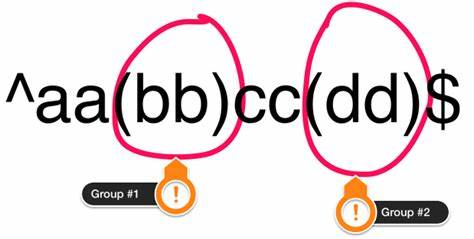 ^aa(bb)cc(dd)$
Group #1 !
! Group #2